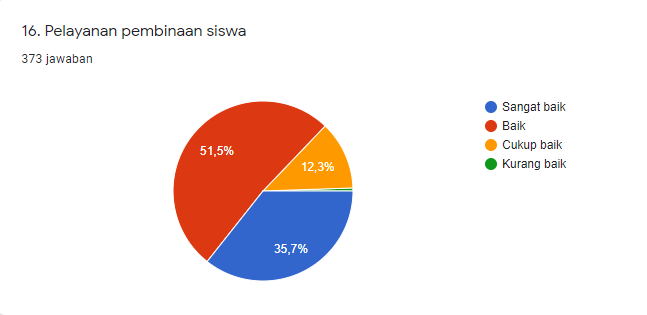 16. Pelayanan pembinaan siswa
373 jawaban
Sangat baik
Baik
Cukup baik
Kurang baik
51,5%
12,3%
35,7%